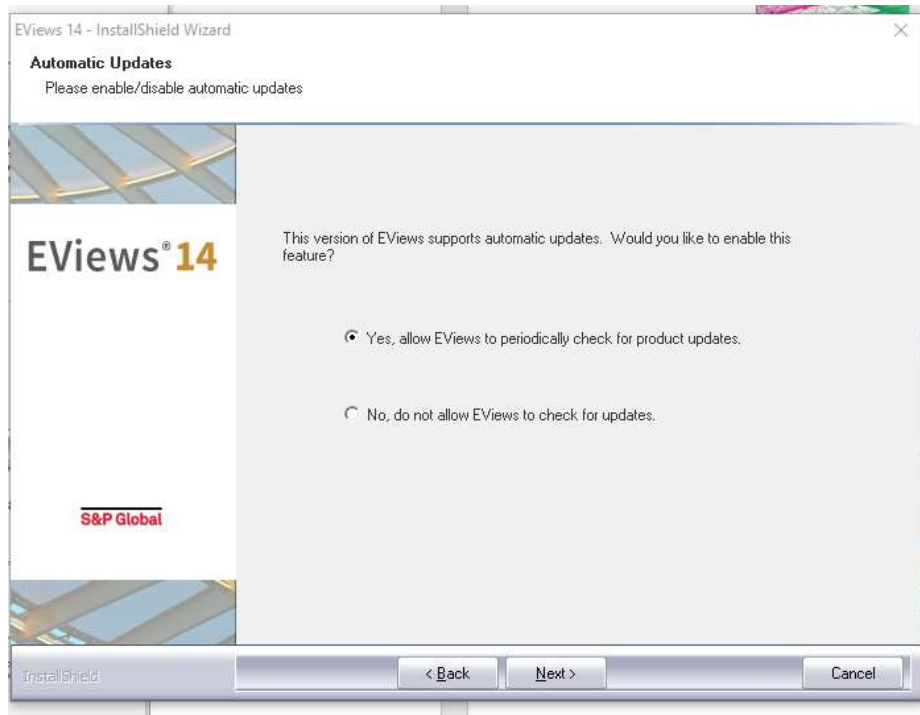 EViews 14 - InstallShield Wizard
Automatic Updates
Please enable/disable automatic updates
EViews® 14
This version of EViews supports automatic updates. Would you like to enable this
feature?
Yes, allow EViews to periodically check for product updates.
No, do not allow EViews to check for updates.
S&P Global
InstallShield
< Back
Next >
Cancel